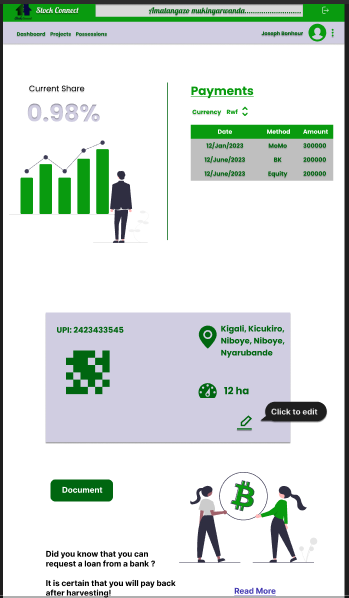 Stock Connect
Amatangazo mukinyarwanda
Dashboard Projects Possessions
Joseph Bonheur
Current Share
0.98%
Payments
Currency Rwf
Date Method Amount
12/Jan/2023 MoMo 300000
12/June/2023 BK 200000
12/June/2023 Equity 200000
UPI: 2423433545
Kigali, Kicukiro,
Niboye, Niboye,
Nyarubande
12 ha
Click to edit
Document
Did you know that you can
request a loan from a bank ?
It is certain that you will pay back
after harvesting!
Read More